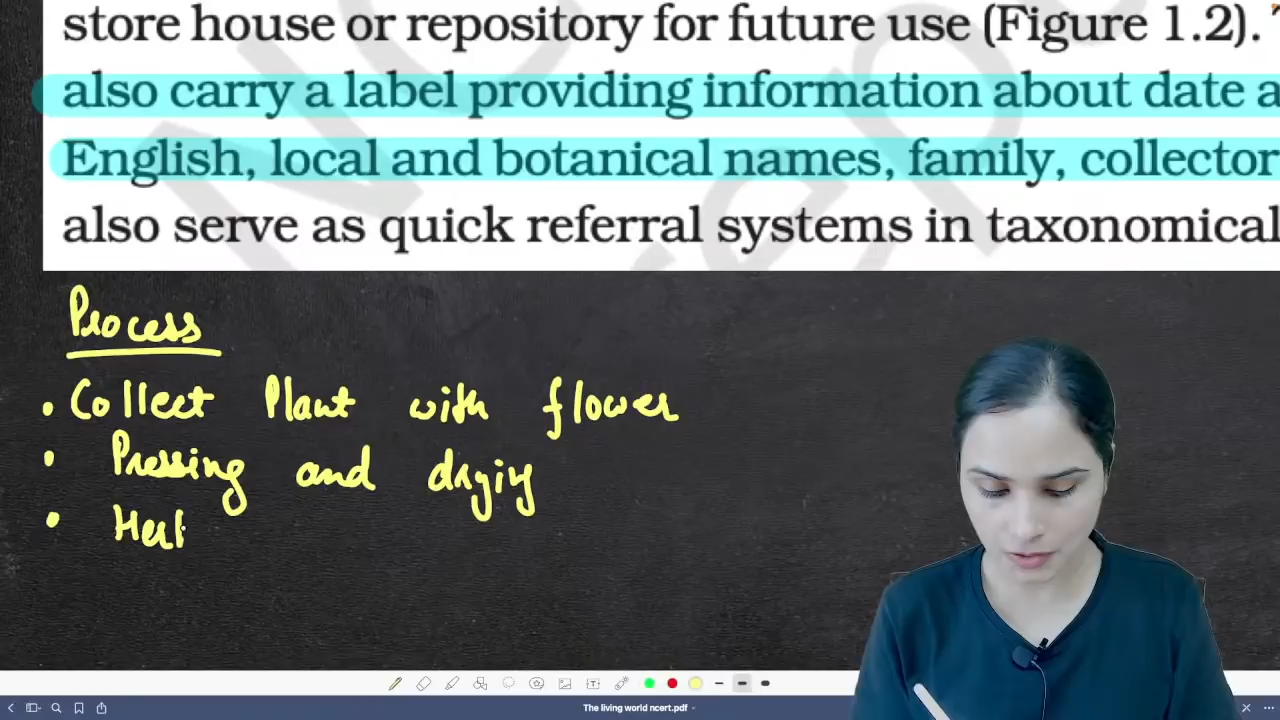 store house or repository for future use (Figure 1.2).
also carry a label providing information about date
English, local and botanical names, family, collector
also serve as quick referral systems in taxonomical
Process
• Collect Plant with flower
• Pressing and drying
• Herb
The living world ncert.pdf